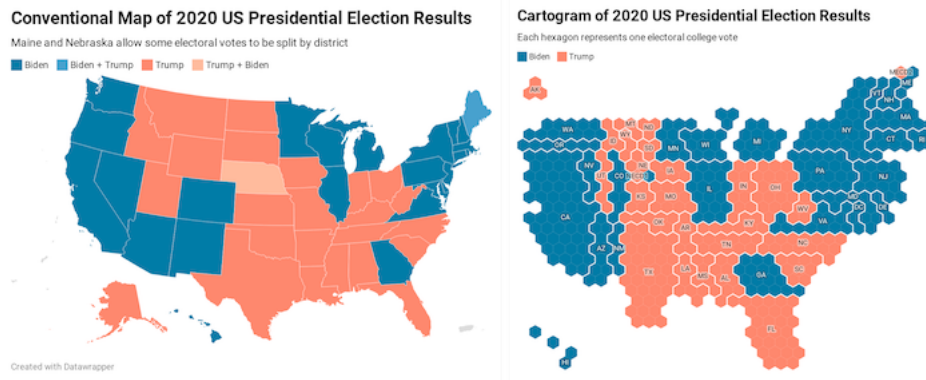 Conventional Map of 2020 US Presidential Election Results
Maine and Nebraska allow some electoral votes to be split by district
Biden Biden + Trump Trump Trump + Biden
Created with Datawrapper
Cartogram of 2020 US Presidential Election Results
Each hexagon represents one electoral college vote
Biden Trump
AK
ME
VT
NH
WA
MT
ND
MA
OR
ID
WY
MN
WI
MI
NY
CT
RI
SD
NV
UT
CO
NE
IA
PA
NJ
IL
IN
OH
KS
MO
WV
MD
DC
DE
CA
VA
OK
KY
AR
AZ
NM
TN
NC
TX
LA
MS
AL
GA
SC
FL
HI